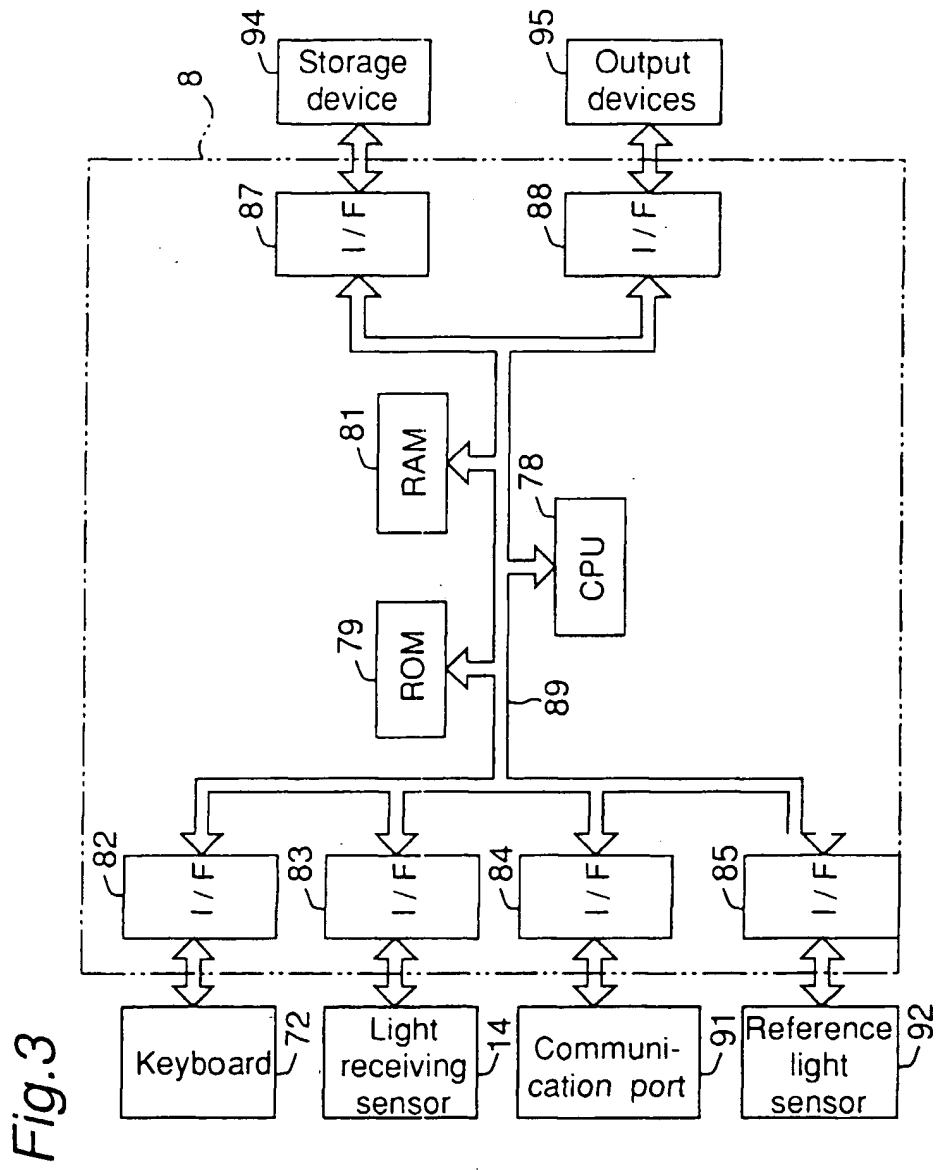 Fig.3
8
Keyboard
72
Light
receiving
sensor
14
Communi-
cation port
91
Reference
light
sensor
92
82
I/F
83
I/F
84
I/F
85
I/F
79
ROM
81
RAM
89
78
CPU
87
I/F
88
I/F
94
Storage
device
95
Output
devices